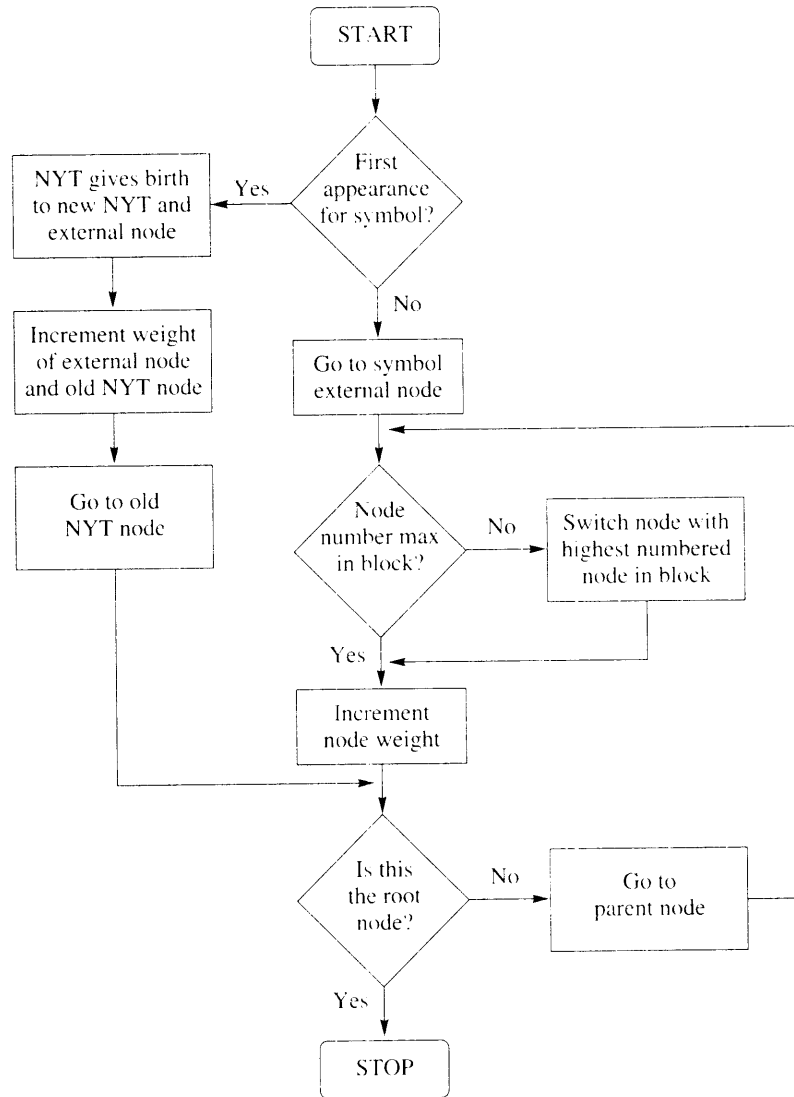 START
First
appearance
for symbol?
Yes
NYT gives birth
to new NYT and
external node
No
Increment weight
of external node
and old NYT node
Go to symbol
external node
Go to old
NYT node
Node
number max
in block?
No
Switch node with
highest numbered
node in block
Yes
Increment
node weight
Is this
the root
node?
No
Go to
parent node
Yes
STOP